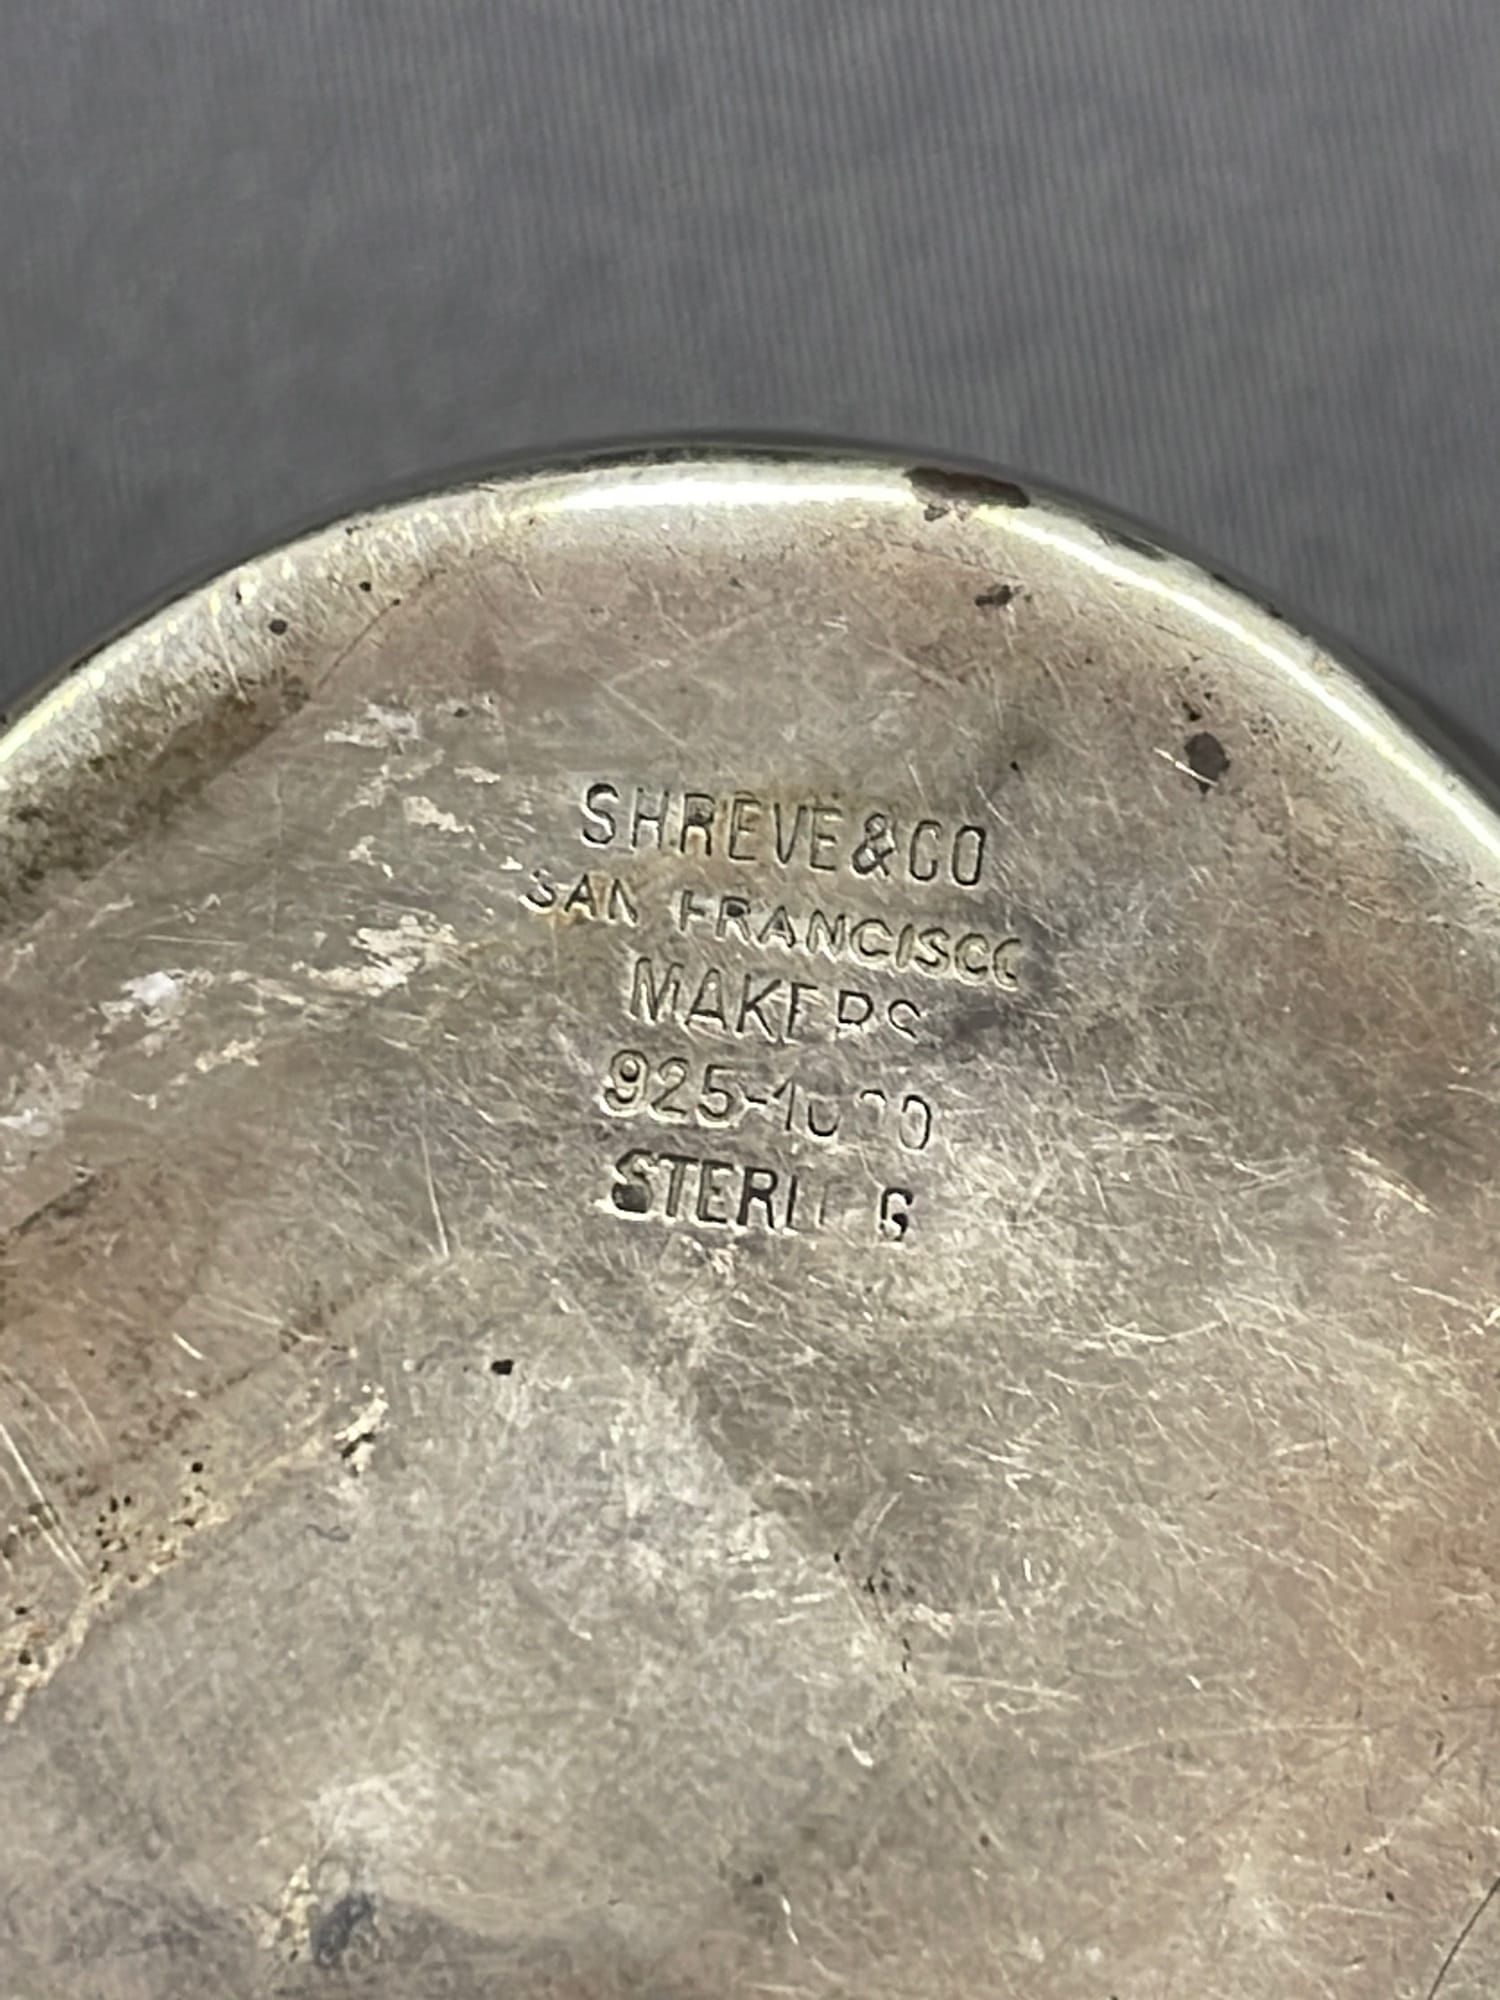 SHREVE&CO
SAN FRANCISCO
MAKERS
925-1000
STERLING